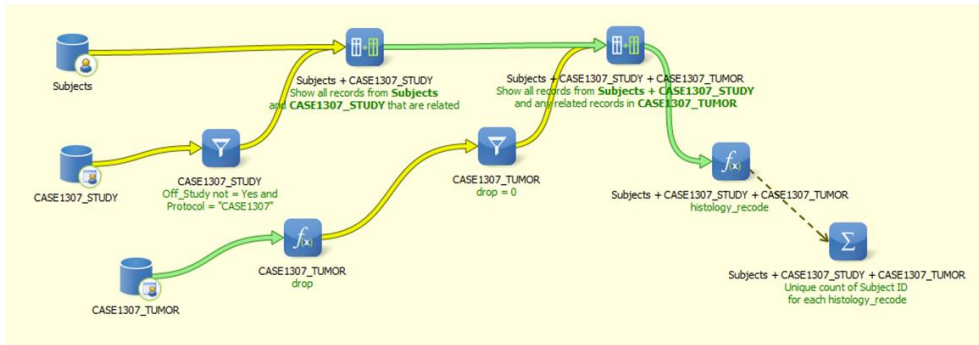 Subjects
Subjects + CASE1307_STUDY
Show all records from Subjects
and CASE1307_STUDY that are related
Subjects + CASE1307_STUDY + CASE1307_TUMOR
Show all records from Subjects + CASE1307_STUDY
and any related records in CASE1307_TUMOR
CASE1307_STUDY
CASE1307_STUDY
Off_Study not = Yes and
Protocol = "CASE1307"
CASE1307_TUMOR
drop = 0
f(x)
Subjects + CASE1307_STUDY + CASE1307_TUMOR
histology_recode
f(x)
CASE1307_TUMOR
drop
CASE1307_TUMOR
Σ
Subjects + CASE1307_STUDY + CASE1307_TUMOR
Unique count of Subject ID
for each histology_recode